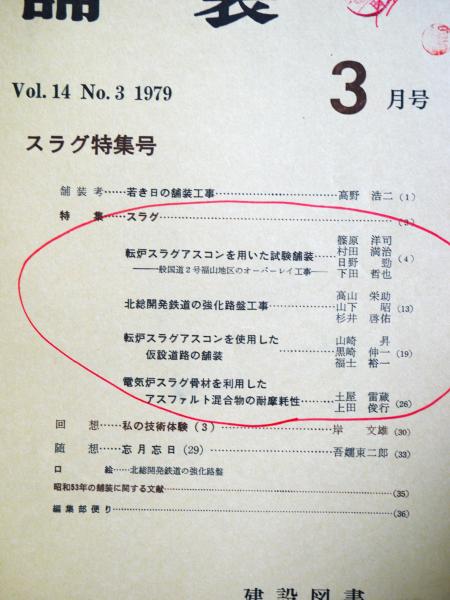 舗装
Vol.14 No.3 1979
3月号
スラグ特集号
舗装考……若き日の舗装工事……高野 浩二(1)
特 集……スラグ……(3)
転炉スラグアスコンを用いた試験舗装……
——一般国道2号福山地区のオーバーレイ工事——
篠原 洋司
村田 満治
日野 勁
下田 哲也
(4)
北総開発鉄道の強化路盤工事……
高山 栄助
山下 昭
杉井 啓佑
(13)
転炉スラグアスコンを使用した
仮設道路の舗装……
山崎 昇
黒崎 伸一
福士 裕一
(19)
電気炉スラグ骨材を利用した
アスファルト混合物の耐摩耗性……
土屋 雷蔵
上田 俊行
(26)
回 想……私の技術体験(3)……岸 文雄(30)
随 想……忘月忘日(29)……吾孀東二郎(33)
口 絵……北総開発鉄道の強化路盤
昭和53年の舗装に関する文献……(35)
編集部便り……(36)
建設図書